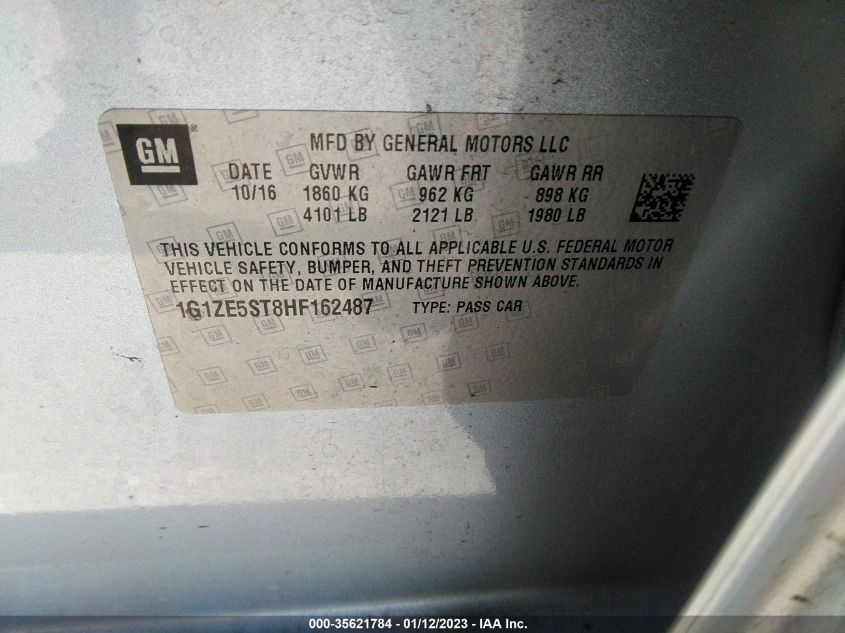 GM ®
MFD BY GENERAL MOTORS LLC
DATE GVWR GAWR FRT GAWR RR
10/16 1860 KG 962 KG 898 KG
4101 LB 2121 LB 1980 LB
THIS VEHICLE CONFORMS TO ALL APPLICABLE U.S. FEDERAL MOTOR
VEHICLE SAFETY, BUMPER, AND THEFT PREVENTION STANDARDS IN
EFFECT ON THE DATE OF MANUFACTURE SHOWN ABOVE.
1G1ZE5ST8HF162487 TYPE: PASS CAR
000-35621784 — 01/12/2023 — IAA Inc.